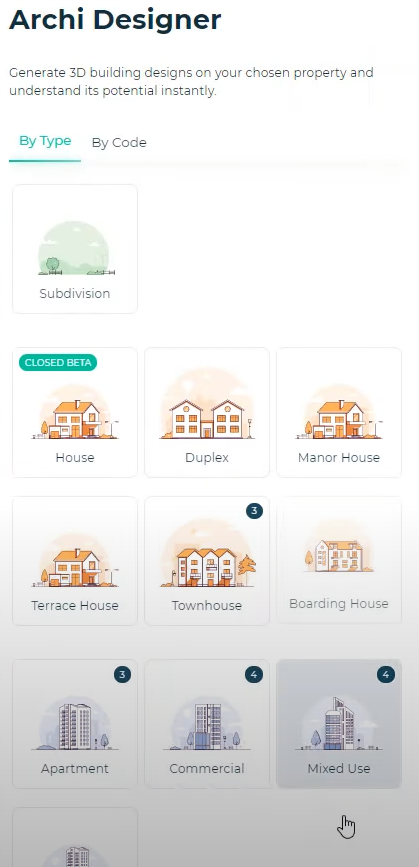 Archi Designer
Generate 3D building designs on your chosen property and
understand its potential instantly.
By Type By Code
Subdivision
CLOSED BETA
House Duplex Manor House
3
Terrace House Townhouse Boarding House
3 4 4
Apartment Commercial Mixed Use